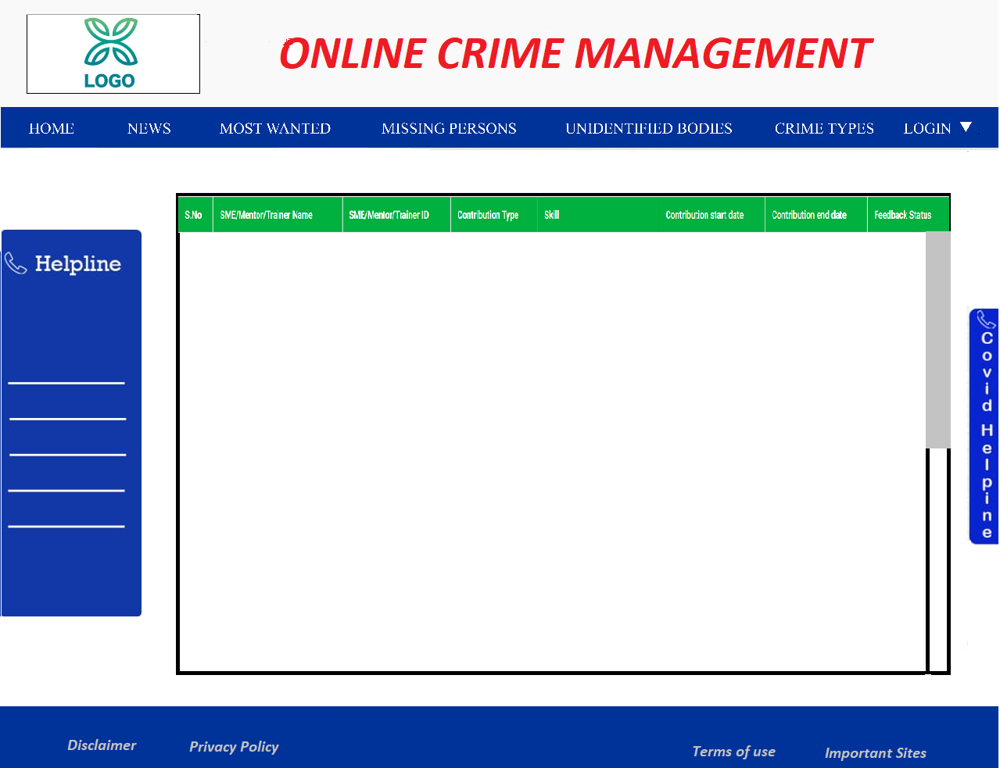 LOGO
ONLINE CRIME MANAGEMENT
HOME NEWS MOST WANTED MISSING PERSONS UNIDENTIFIED BODIES CRIME TYPES LOGIN ▼
S.No SME/Mentor/Trainer Name SME/Mentor/Trainer ID Contribution Type Skill Contribution start date Contribution end date Feedback Status
Helpline
Covid Helpine
Disclaimer Privacy Policy Terms of use Important Sites